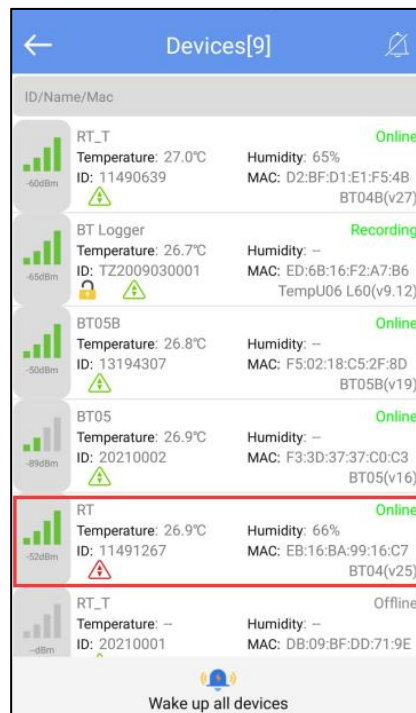 Devices[9]
ID/Name/Mac
RT_T Online
Temperature: 27.0℃ Humidity: 65%
ID: 11490639 MAC: D2:BF:D1:E1:F5:4B
-60dBm BT04B(v27)
BT Logger Recording
Temperature: 26.7℃ Humidity: --
ID: TZ2009030001 MAC: ED:6B:16:F2:A7:B6
-65dBm TempU06 L60(v9.12)
BT05B Online
Temperature: 26.8℃ Humidity: --
ID: 13194307 MAC: F5:02:18:C5:2F:8D
-50dBm BT05B(v19)
BT05 Online
Temperature: 26.9℃ Humidity: --
ID: 20210002 MAC: F3:3D:37:37:C0:C3
-89dBm BT05(v16)
RT Online
Temperature: 26.9℃ Humidity: 66%
ID: 11491267 MAC: EB:16:BA:99:16:C7
-52dBm BT04(v25)
RT_T Offline
Temperature: -- Humidity: --
ID: 20210001 MAC: DB:09:BF:DD:71:9E
--dBm
Wake up all devices